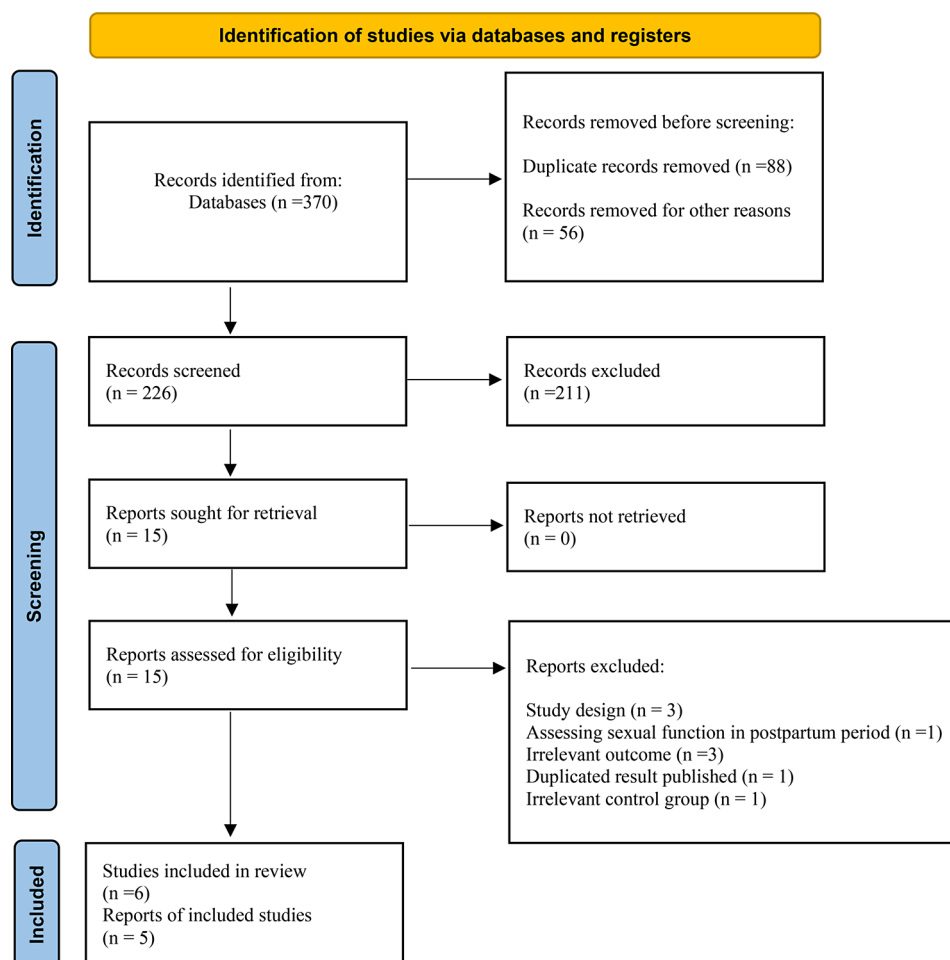 Identification of studies via databases and registers
Identification
Records identified from:
Databases (n =370)
Records removed before screening:
Duplicate records removed (n =88)
Records removed for other reasons
(n = 56)
Screening
Records screened
(n = 226)
Records excluded
(n =211)
Reports sought for retrieval
(n = 15)
Reports not retrieved
(n = 0)
Reports assessed for eligibility
(n = 15)
Reports excluded:
Study design (n = 3)
Assessing sexual function in postpartum period (n =1)
Irrelevant outcome (n =3)
Duplicated result published (n = 1)
Irrelevant control group (n = 1)
Included
Studies included in review
(n =6)
Reports of included studies
(n = 5)